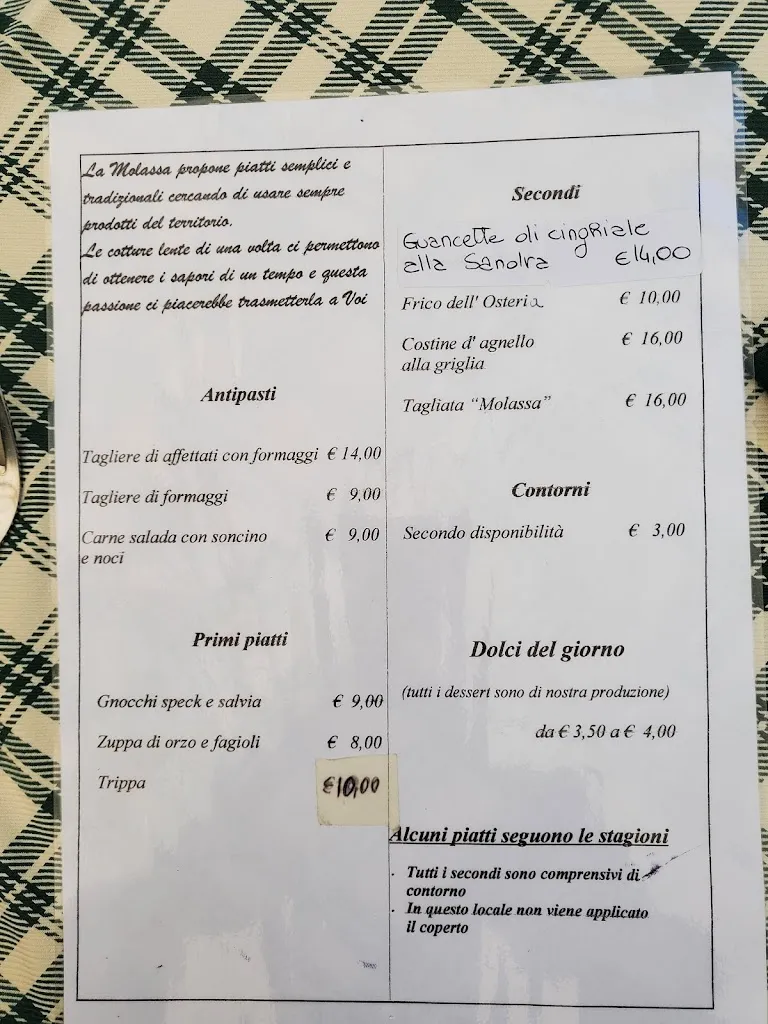 La Molassa propone piatti semplici e
tradizionali cercando di usare sempre
prodotti del territorio.
Le cotture lente di una volta ci permettono
di ottenere i sapori di un tempo e questa
passione ci piacerebbe trasmetterla a Voi
Antipasti
Tagliere di affettati con formaggi € 14,00
Tagliere di formaggi € 9,00
Carne salada con soncino € 9,00
e noci
Primi piatti
Gnocchi speck e salvia € 9,00
Zuppa di orzo e fagioli € 8,00
Trippa €10,00
Secondi
Guancette di cinghiale
alla Sandra €14,00
Frico dell' Osteria € 10,00
Costine d' agnello € 16,00
alla griglia
Tagliata "Molassa" € 16,00
Contorni
Secondo disponibilità € 3,00
Dolci del giorno
(tutti i dessert sono di nostra produzione)
da € 3,50 a € 4,00
Alcuni piatti seguono le stagioni
· Tutti i secondi sono comprensivi di
contorno
· In questo locale non viene applicato
il coperto